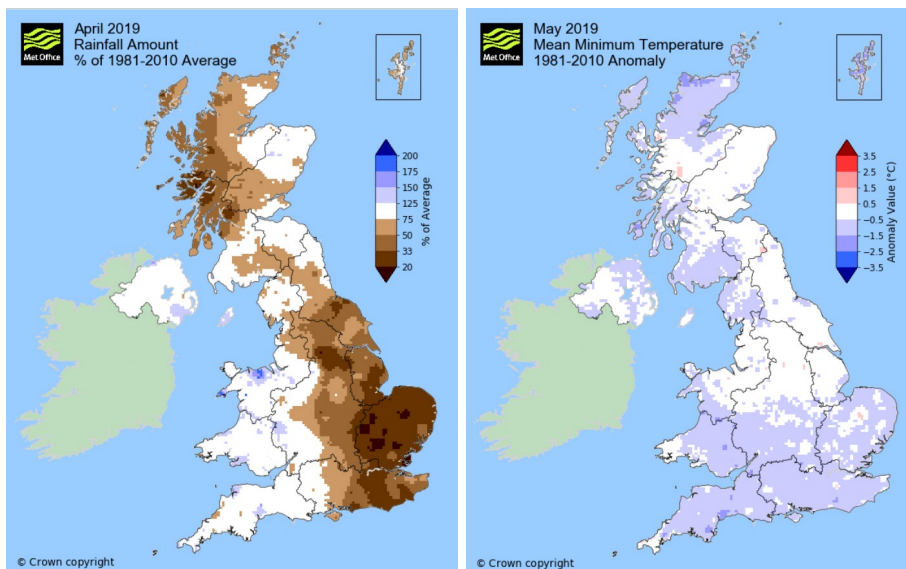 April 2019
Rainfall Amount
% of 1981-2010 Average
Met Office
200
175
125
75
50
33
20
% of Average
© Crown copyright
May 2019
Mean Minimum Temperature
1981-2010 Anomaly
Met Office
3.5
2.5
1.5
0.5
−0.5
−1.5
−2.5
−3.5
Anomaly Value (°C)
© Crown copyright